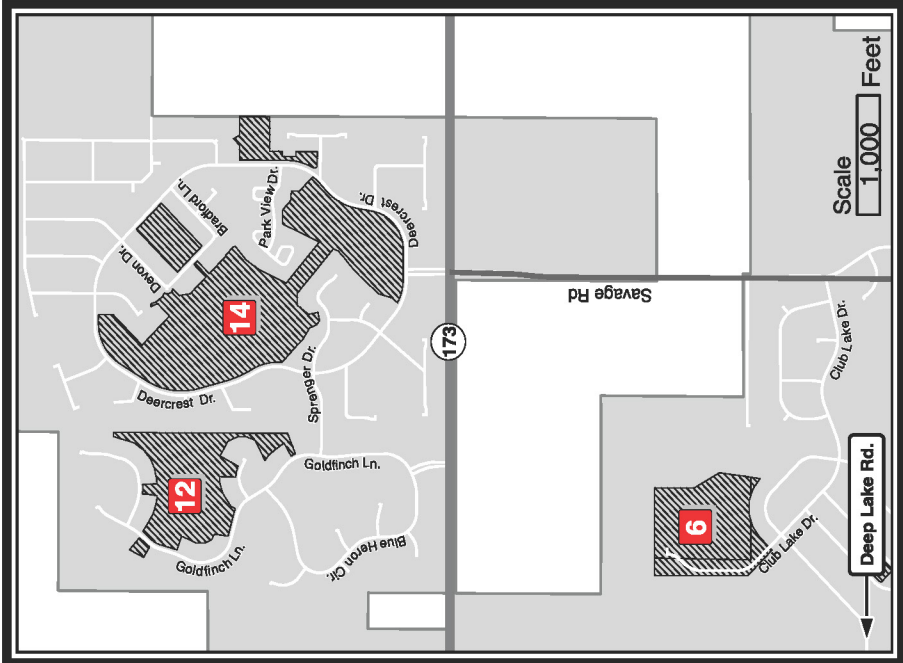 Bradford Ln.
Devon Dr.
Park View Dr.
Deercrest Dr.
14
Deercrest Dr.
Sprenger Dr.
Goldfinch Ln.
12
Goldfinch Ln.
Blue Heron Cir.
173
Savage Rd
Scale
1,000 Feet
Club Lake Dr.
6
Club Lake Dr.
Deep Lake Rd.